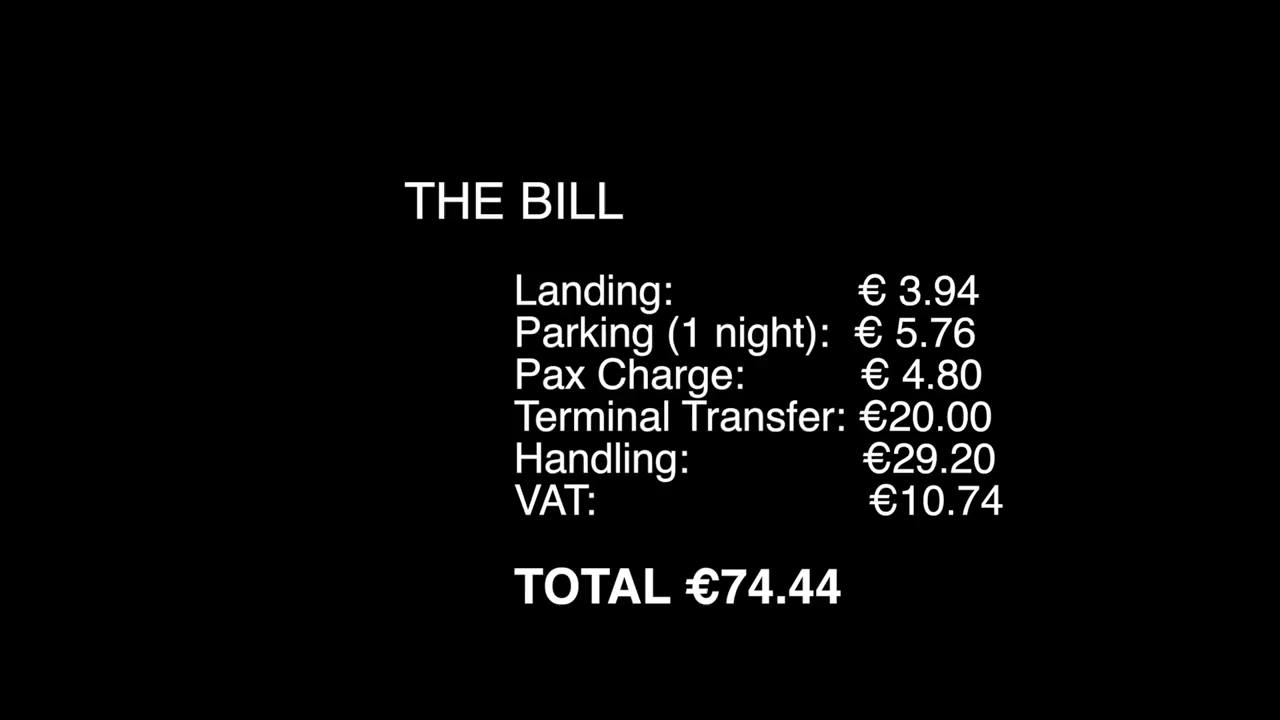 THE BILL
Landing: € 3.94
Parking (1 night): € 5.76
Pax Charge: € 4.80
Terminal Transfer: €20.00
Handling: €29.20
VAT: €10.74
TOTAL €74.44